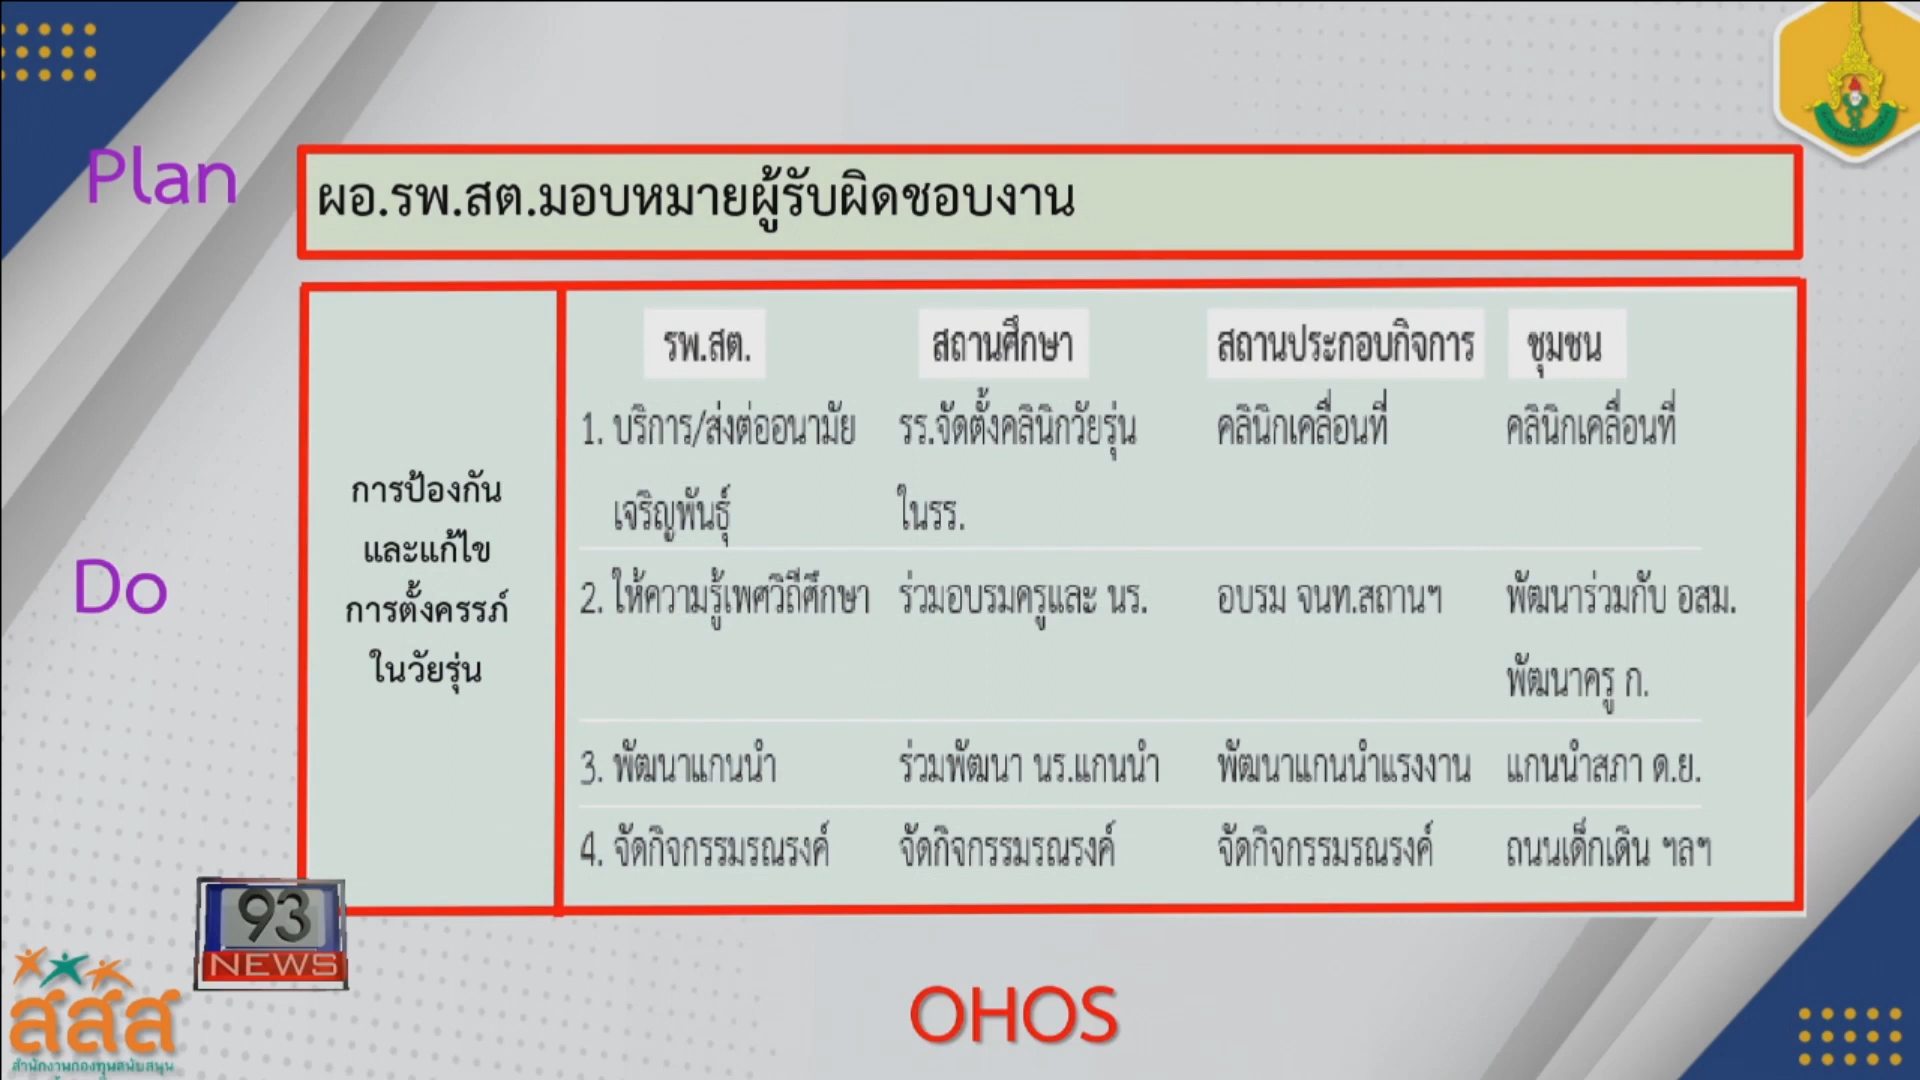 Plan
ผอ.รพ.สต.มอบหมายผู้รับผิดชอบงาน
Do
การป้องกัน
และแก้ไข
การตั้งครรภ์
ในวัยรุ่น
รพ.สต. สถานศึกษา สถานประกอบกิจการ ชุมชน
1. บริการ/ส่งต่ออนามัย รร.จัดตั้งคลินิกวัยรุ่น คลินิกเคลื่อนที่ คลินิกเคลื่อนที่
เจริญพันธุ์ ในรร.
2. ให้ความรู้เพศวิถีศึกษา ร่วมอบรมครูและ นร. อบรม จนท.สถานฯ พัฒนาร่วมกับ อสม.
พัฒนาครู ก.
3. พัฒนาแกนนำ ร่วมพัฒนา นร.แกนนำ พัฒนาแกนนำแรงงาน แกนนำสภา ด.ย.
4. จัดกิจกรรมรณรงค์ จัดกิจกรรมรณรงค์ จัดกิจกรรมรณรงค์ ถนนเด็กเดิน ฯลฯ
93
NEWS
สสส
สำนักงานกองทุนสนับสนุน
OHOS